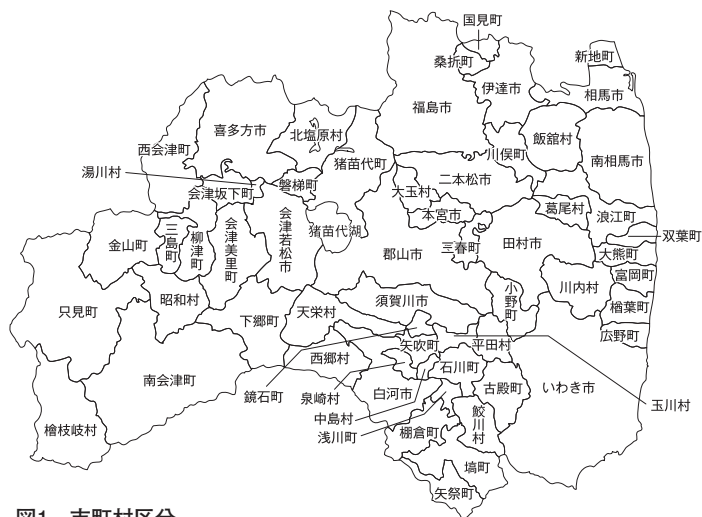 国見町
桑折町
新地町
伊達市
相馬市
福島市
喜多方市
北塩原村
飯舘村
西会津町
猪苗代町
川俣町
南相馬市
湯川村
磐梯町
二本松市
会津坂下町
大玉村
葛尾村
本宮市
浪江町
三島町
柳津町
会津美里町
会津若松市
猪苗代湖
双葉町
金山町
郡山市
三春町
田村市
大熊町
富岡町
川内村
只見町
昭和村
須賀川市
小野町
楢葉町
下郷町
天栄村
広野町
矢吹町
平田村
西郷村
石川町
南会津町
白河市
古殿町
いわき市
鏡石町
泉崎村
玉川村
中島村
浅川町
鮫川村
檜枝岐村
棚倉町
塙町
矢祭町
図1 市町村区分